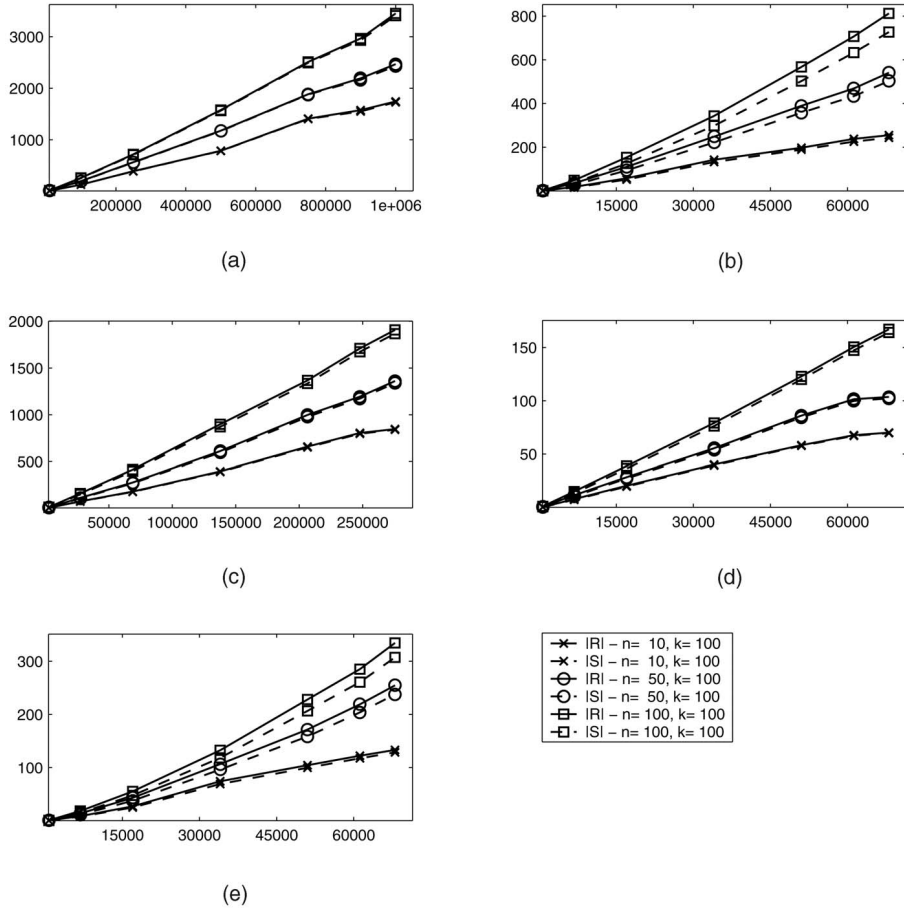 3000
2000
1000
200000 400000 600000 800000 1e+006
(a)
800
600
400
200
15000 30000 45000 60000
(b)
2000
1500
1000
500
50000 100000 150000 200000 250000
(c)
150
100
50
15000 30000 45000 60000
(d)
300
200
100
15000 30000 45000 60000
(e)
|R| – n= 10, k= 100
|S| – n= 10, k= 100
|R| – n= 50, k= 100
|S| – n= 50, k= 100
|R| – n= 100, k= 100
|S| – n= 100, k= 100